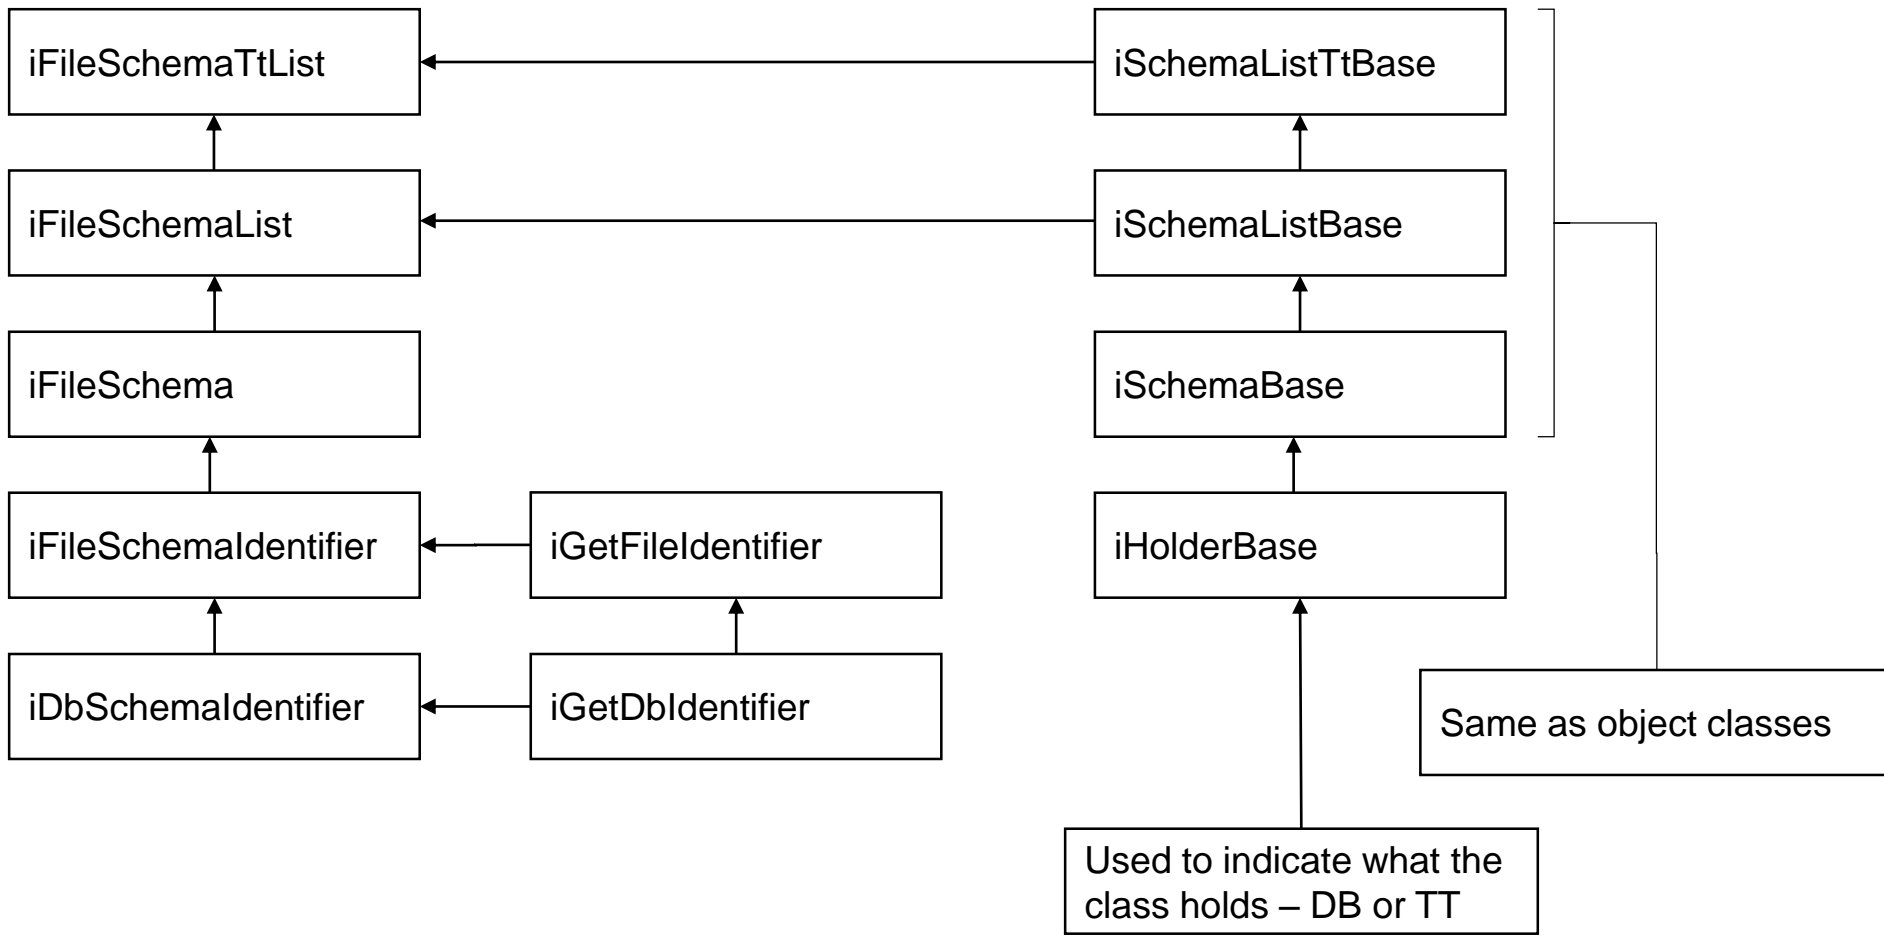 iFileSchemaTtList
iSchemaListTtBase
iFileSchemaList
iSchemaListBase
iFileSchema
iSchemaBase
iFileSchemaIdentifier
iGetFileIdentifier
iHolderBase
iDbSchemaIdentifier
iGetDbIdentifier
Same as object classes
Used to indicate what the
class holds – DB or TT